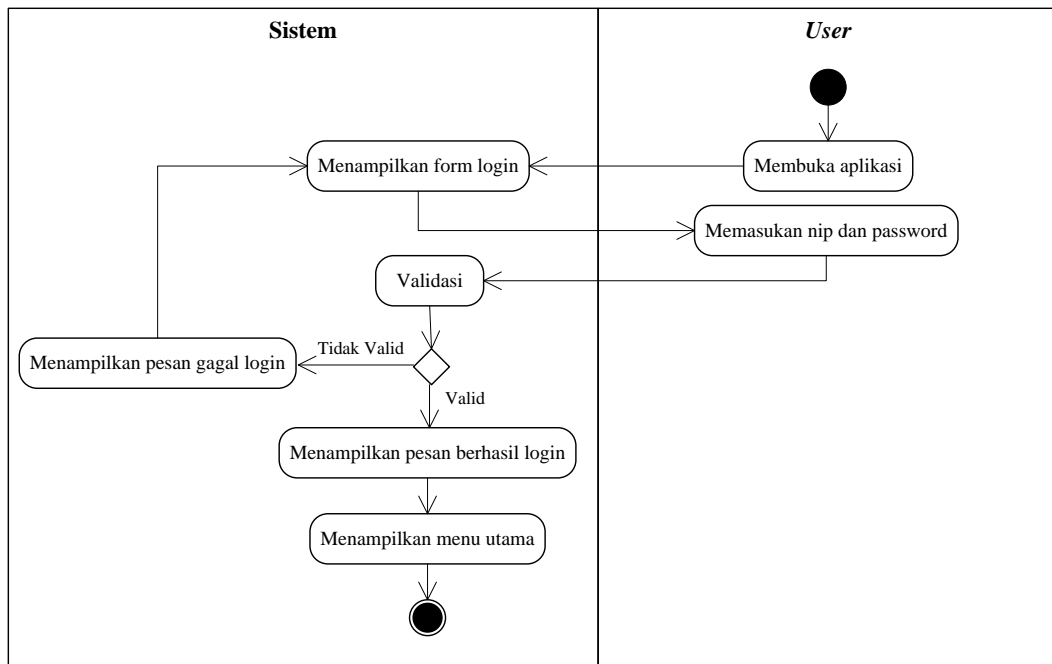 Sistem
User
Menampilkan form login
Membuka aplikasi
Memasukan nip dan password
Validasi
Tidak Valid
Menampilkan pesan gagal login
Valid
Menampilkan pesan berhasil login
Menampilkan menu utama